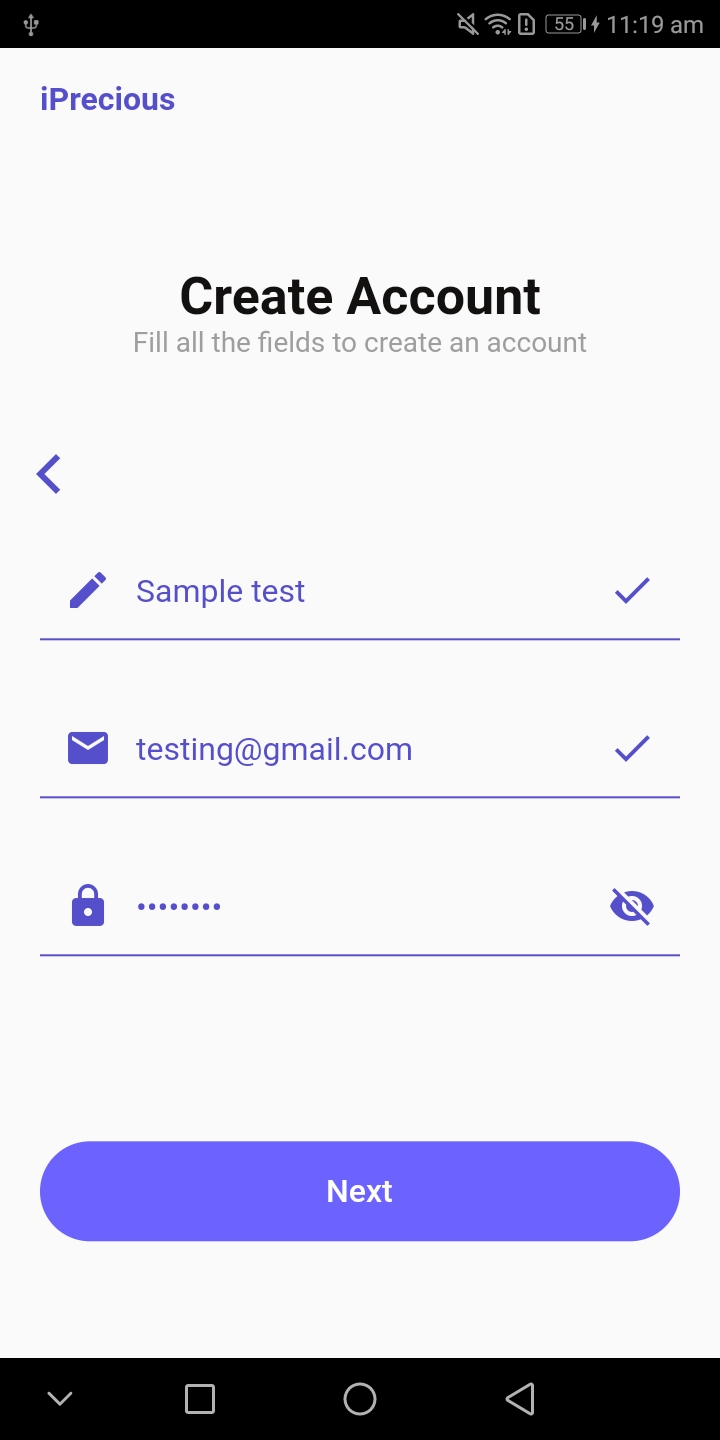 55 11:19 am
iPrecious
Create Account
Fill all the fields to create an account
Sample test
testing@gmail.com
••••••••
Next